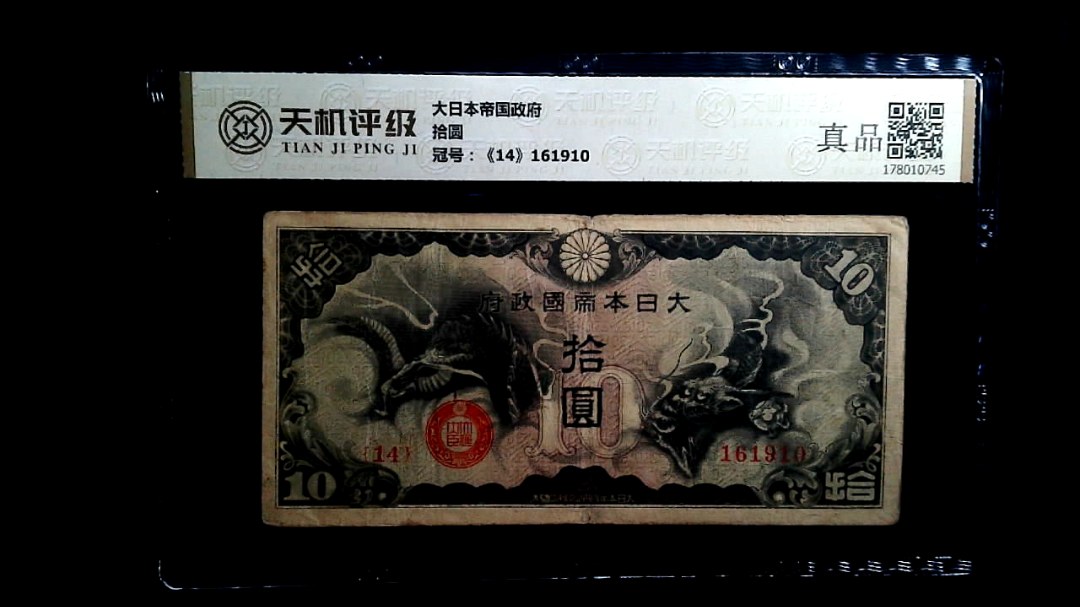 天机评级
TIAN JI PING JI
大日本帝国政府
拾圆
冠号：《14》161910
真品
178010745
拾
10
府政國帝本日大
拾
圓
10
{14}
161910
10
拾